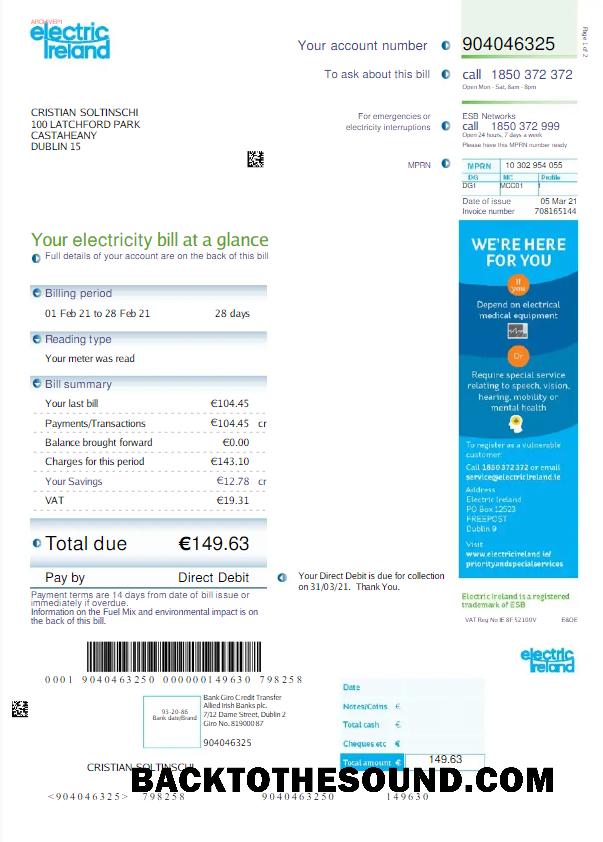 ARCHIVEP1
electric
Ireland
Page 1 of 2
Your account number 904046325
To ask about this bill call 1850 372 372
Open Mon - Sat, 8am - 8pm
CRISTIAN SOLTINSCHI
100 LATCHFORD PARK
CASTAHEANY
DUBLIN 15
For emergencies or
electricity interruptions
ESB Networks
call 1850 372 999
Open 24 hours, 7 days a week
Please have this MPRN number ready
MPRN
MPRN 10 302 954 055
DG MC Profile
DG1 MCC01 1
Date of issue 05 Mar 21
Invoice number 708165144
Your electricity bill at a glance
Full details of your account are on the back of this bill
Billing period
01 Feb 21 to 28 Feb 21 28 days
Reading type
Your meter was read
Bill summary
Your last bill €104.45
Payments/Transactions €104.45 cr
Balance brought forward €0.00
Charges for this period €143.10
Your Savings €12.78 cr
VAT €19.31
Total due €149.63
Pay by Direct Debit
Payment terms are 14 days from date of bill issue or
immediately if overdue.
Information on the Fuel Mix and environmental impact is on
the back of this bill.
Your Direct Debit is due for collection
on 31/03/21. Thank You.
WE'RE HERE
FOR YOU
If
you
Depend on electrical
medical equipment
Or
Require special service
relating to speech, vision,
hearing, mobility or
mental health
To register as a vulnerable
customer:
Call 1850 372 372 or email
service@electricireland.ie
Address
Electric Ireland
PO Box 12523
FREEPOST
Dublin 9
Visit
www.electricireland.ie/
priorityandspecialservices
Electric Ireland is a registered
trademark of ESB
VAT Reg No IE 8F 52100V E&OE
electric
Ireland
0001 9040463250 000000149630 798258
93-20-86
Bank date/Brand
Bank Giro Credit Transfer
Allied Irish Banks plc.
7/12 Dame Street, Dublin 2
Giro No. 81900087
904046325
Date
Notes/Coins €
Total cash €
Cheques etc €
Total amount € 149.63
CRISTIAN SOLTINSCHI
BACKTOTHESOUND.COM
<904046325> 798258 9040463250 149630